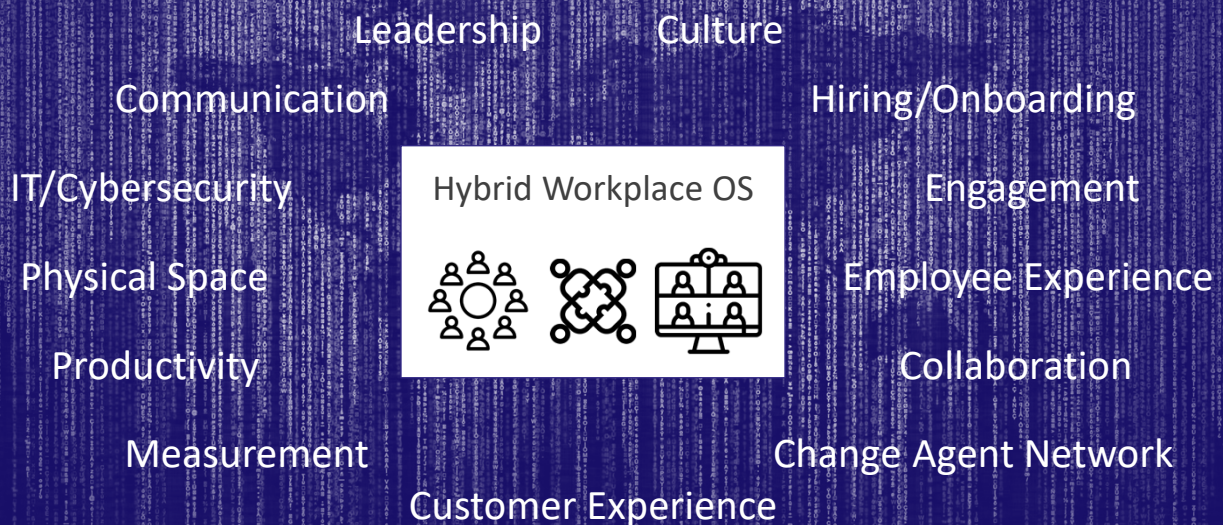 Leadership Culture
Communication Hiring/Onboarding
IT/Cybersecurity Hybrid Workplace OS Engagement
Physical Space Employee Experience
Productivity Collaboration
Measurement Change Agent Network
Customer Experience